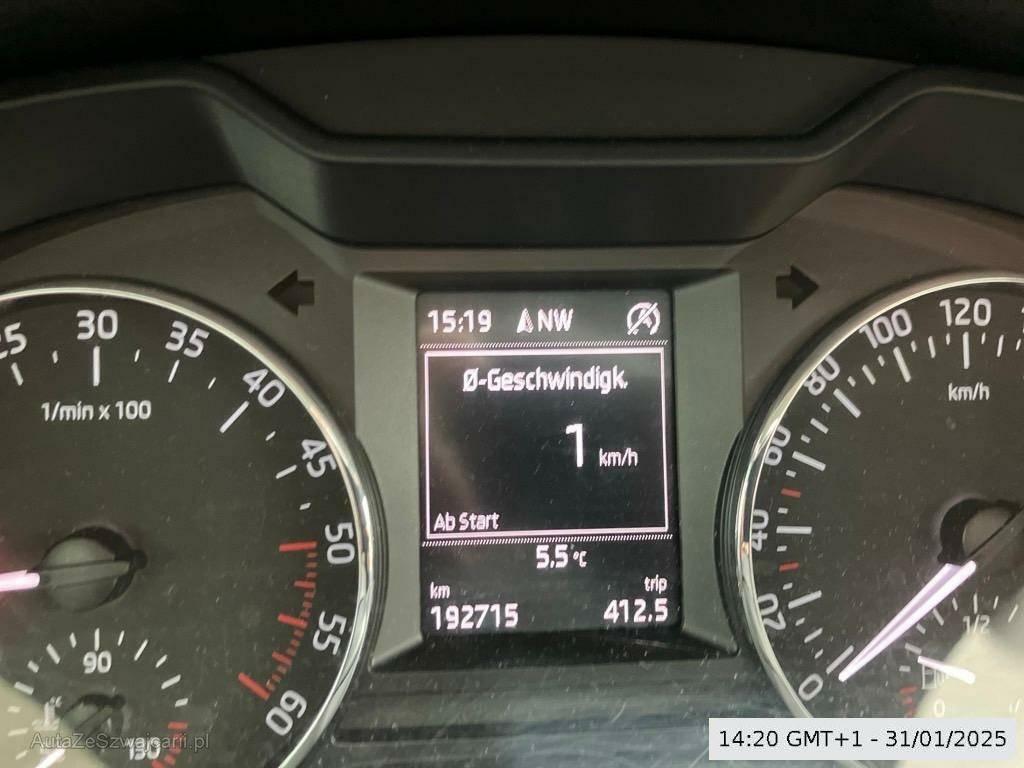 15:19 NW
Ø-Geschwindigk.
1 km/h
Ab Start
5,5 °C
km trip
192715 412.5
25 30 35 40 45 50 55 60
1/min x 100
90 130
0 20 40 60 80 100 120
km/h
0 1/2
AutaZeSzwajcarii.pl
14:20 GMT+1 - 31/01/2025